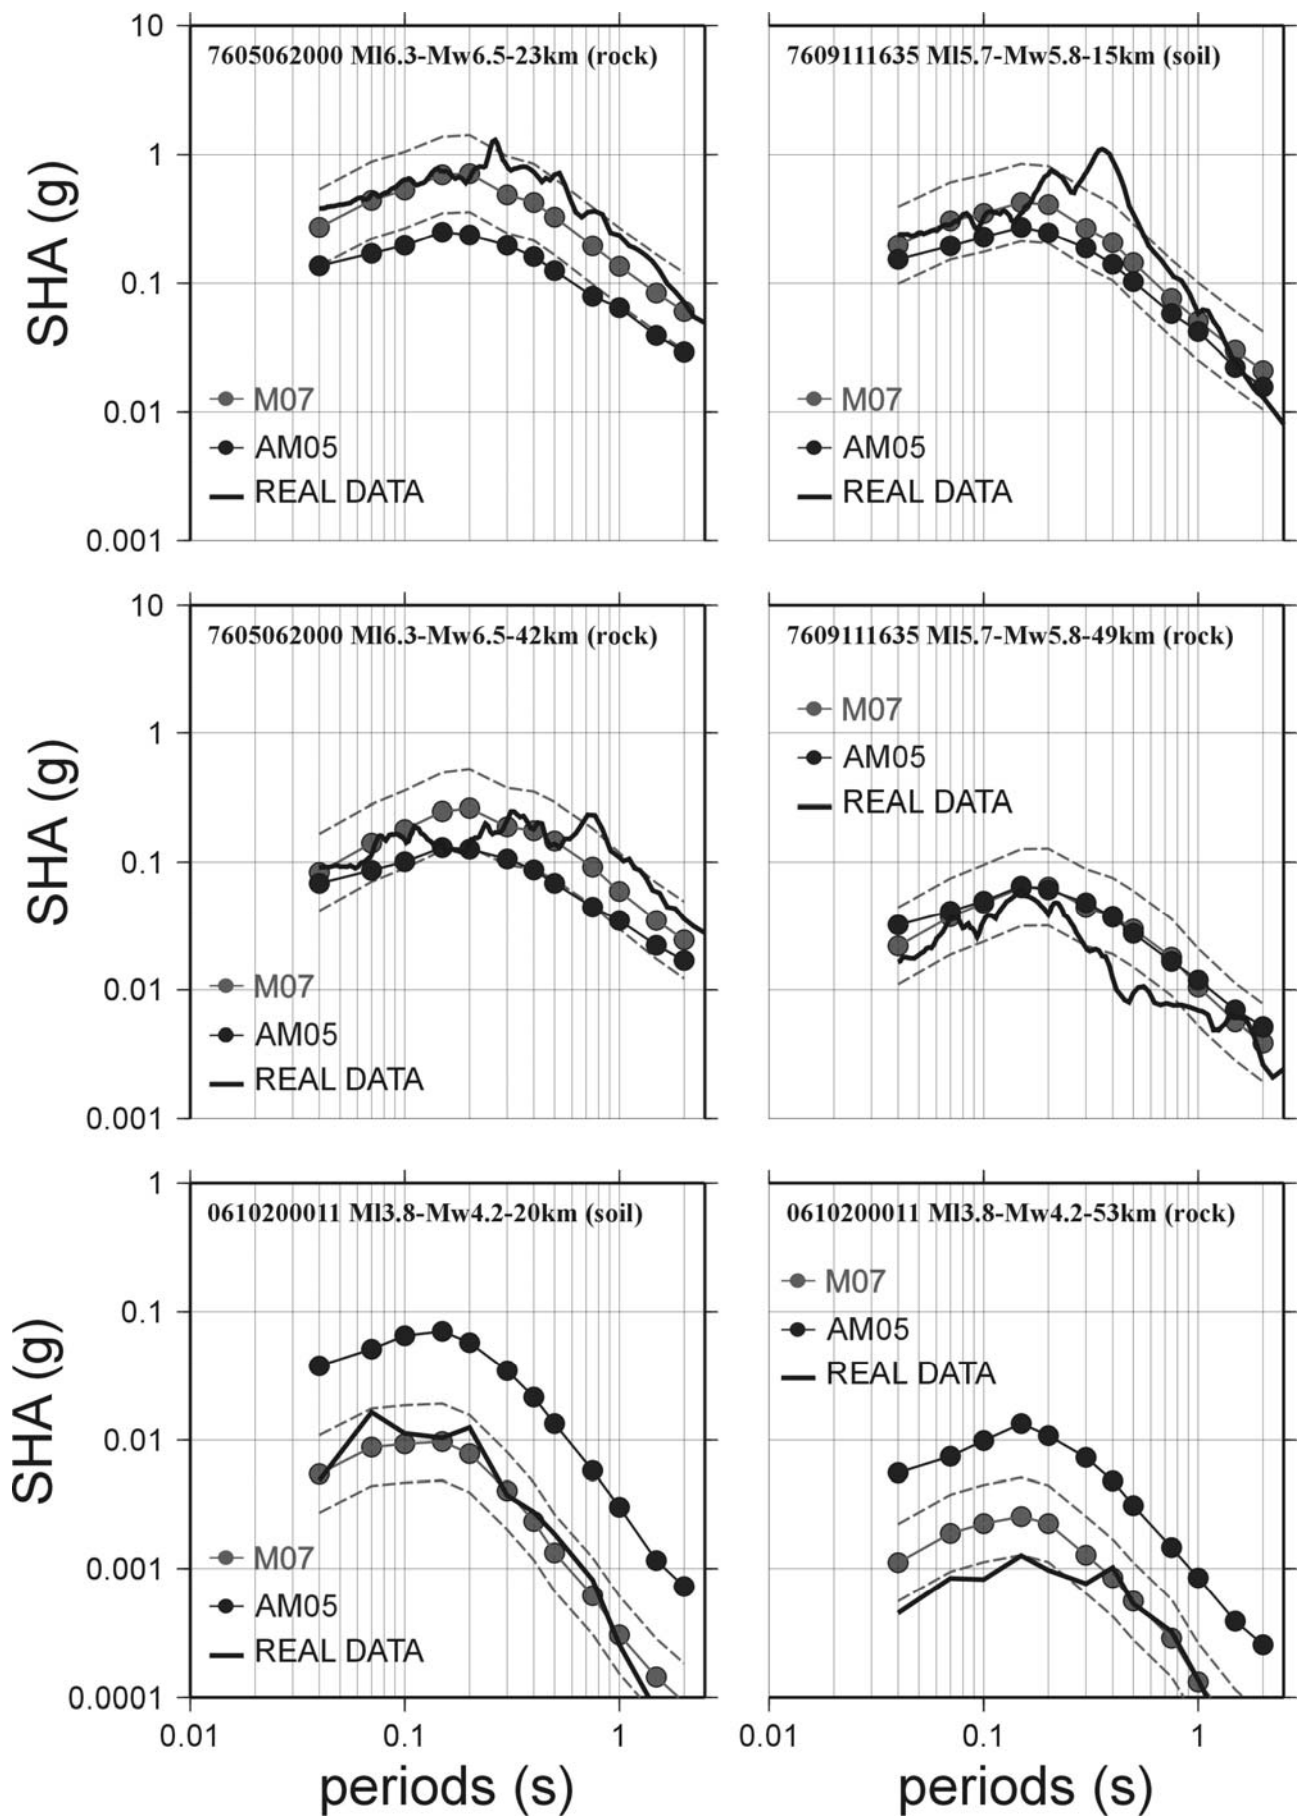 7605062000 Ml6.3-Mw6.5-23km (rock)
SHA (g)
10
1
0.1
0.01
0.001
M07
AM05
REAL DATA
7609111635 Ml5.7-Mw5.8-15km (soil)
M07
AM05
REAL DATA
7605062000 Ml6.3-Mw6.5-42km (rock)
SHA (g)
10
1
0.1
0.01
0.001
M07
AM05
REAL DATA
7609111635 Ml5.7-Mw5.8-49km (rock)
M07
AM05
REAL DATA
0610200011 Ml3.8-Mw4.2-20km (soil)
SHA (g)
1
0.1
0.01
0.001
0.0001
M07
AM05
REAL DATA
0.01
0.1
1
periods (s)
0610200011 Ml3.8-Mw4.2-53km (rock)
M07
AM05
REAL DATA
0.01
0.1
1
periods (s)